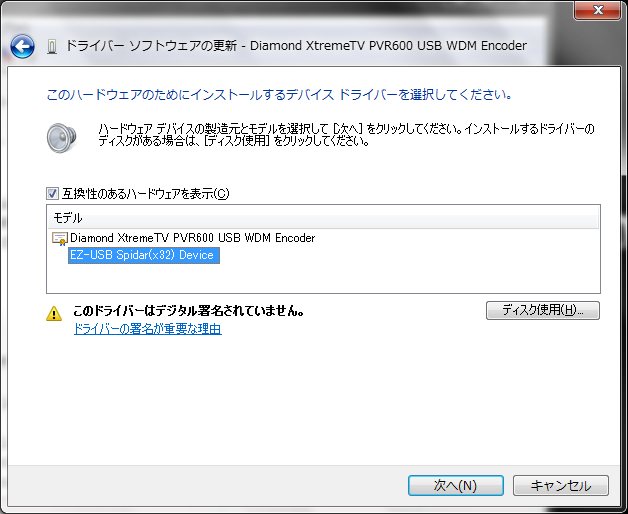 ドライバー ソフトウェアの更新 - Diamond XtremeTV PVR600 USB WDM Encoder
このハードウェアのためにインストールするデバイス ドライバーを選択してください。
ハードウェア デバイスの製造元とモデルを選択して [次へ] をクリックしてください。インストールするドライバーの
ディスクがある場合は、[ディスク使用] をクリックしてください。
互換性のあるハードウェアを表示(C)
モデル
Diamond XtremeTV PVR600 USB WDM Encoder
EZ-USB Spidar(x32) Device
このドライバーはデジタル署名されていません。
ドライバーの署名が重要な理由
ディスク使用(H)...
次へ(N)
キャンセル